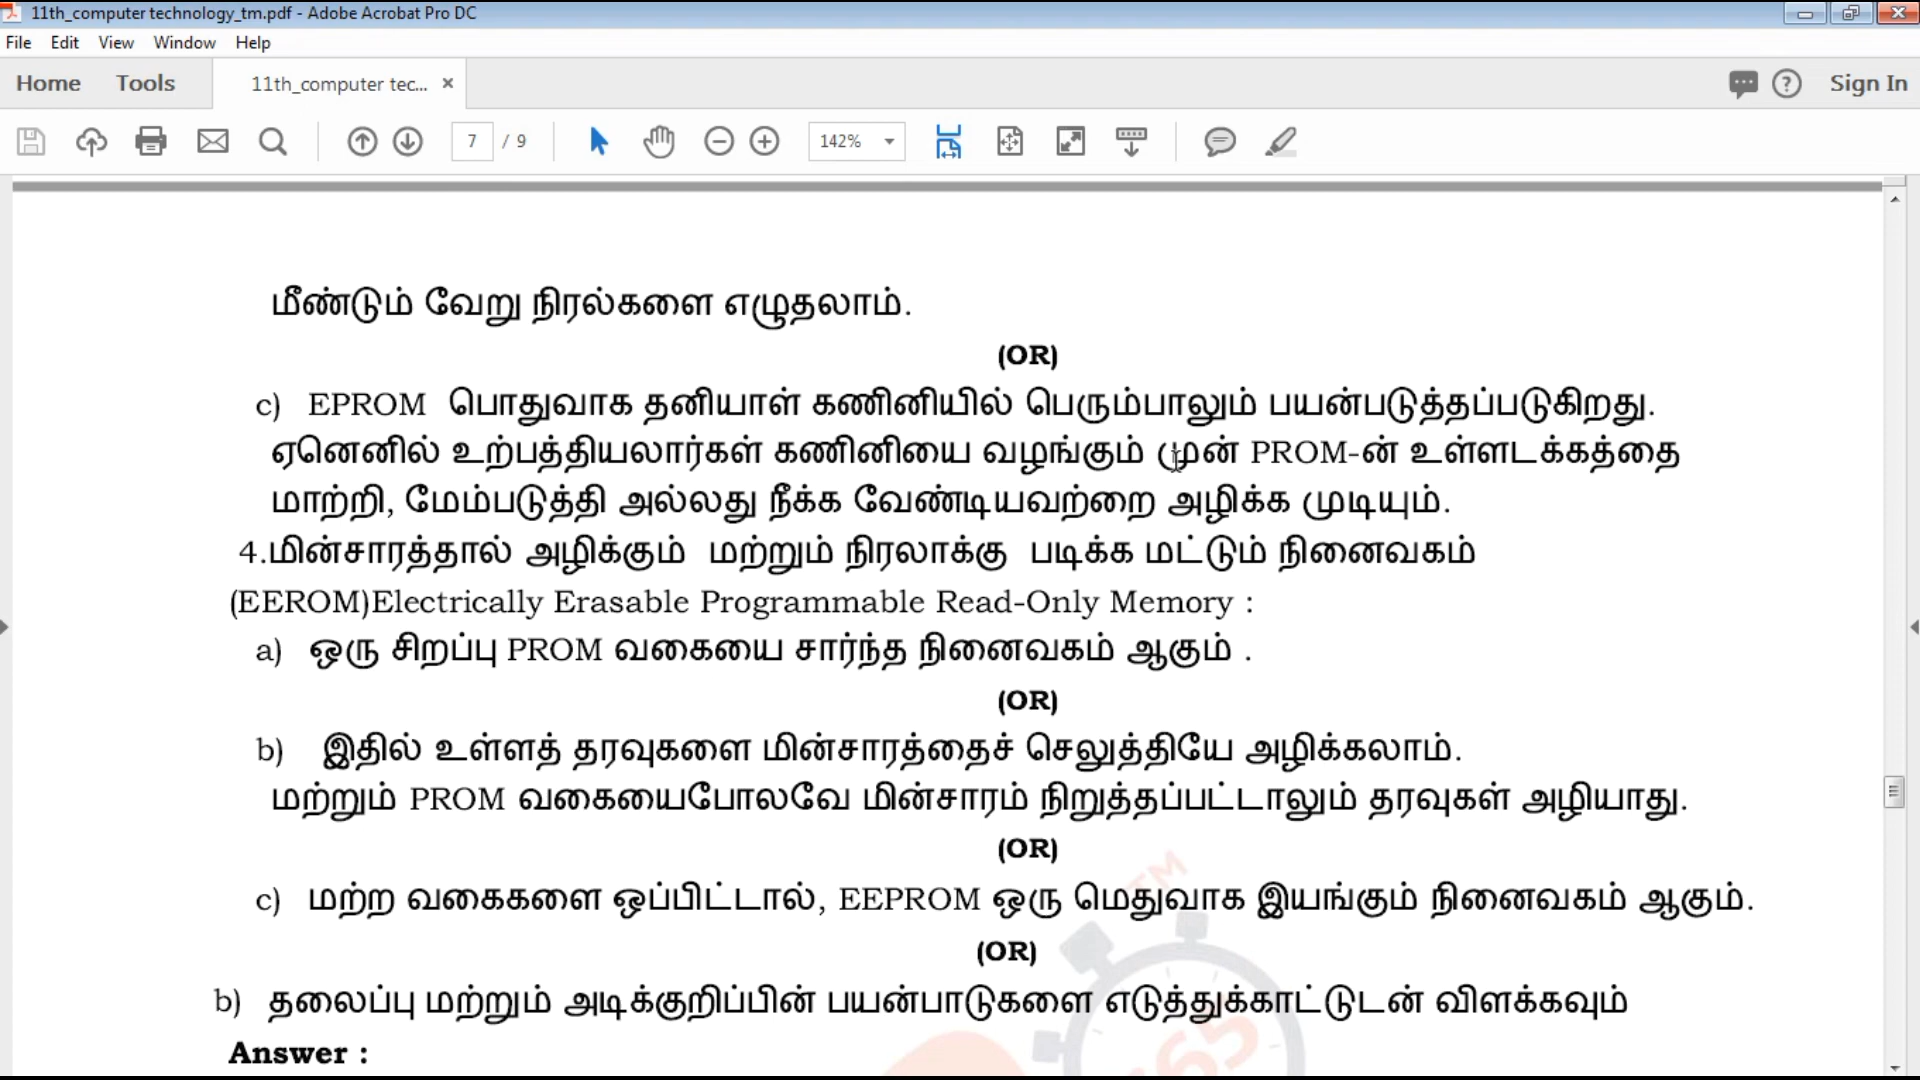 11th_computer technology_tm.pdf - Adobe Acrobat Pro DC
File Edit View Window Help
Home Tools 11th_computer tec... × Sign In
7 / 9 142%
மீண்டும் வேறு நிரல்களை எழுதலாம்.
(OR)
c) EPROM பொதுவாக தனியாள் கணினியில் பெரும்பாலும் பயன்படுத்தப்படுகிறது.
ஏனெனில் உற்பத்தியலார்கள் கணினியை வழங்கும் முன் PROM-ன் உள்ளடக்கத்தை
மாற்றி, மேம்படுத்தி அல்லது நீக்க வேண்டியவற்றை அழிக்க முடியும்.
4.மின்சாரத்தால் அழிக்கும் மற்றும் நிரலாக்கு படிக்க மட்டும் நினைவகம்
(EEROM)Electrically Erasable Programmable Read-Only Memory :
a) ஒரு சிறப்பு PROM வகையை சார்ந்த நினைவகம் ஆகும் .
(OR)
b) இதில் உள்ளத் தரவுகளை மின்சாரத்தைச் செலுத்தியே அழிக்கலாம்.
மற்றும் PROM வகையைபோலவே மின்சாரம் நிறுத்தப்பட்டாலும் தரவுகள் அழியாது.
(OR)
c) மற்ற வகைகளை ஒப்பிட்டால், EEPROM ஒரு மெதுவாக இயங்கும் நினைவகம் ஆகும்.
TM
(OR)
b) தலைப்பு மற்றும் அடிக்குறிப்பின் பயன்பாடுகளை எடுத்துக்காட்டுடன் விளக்கவும்
365
Answer :